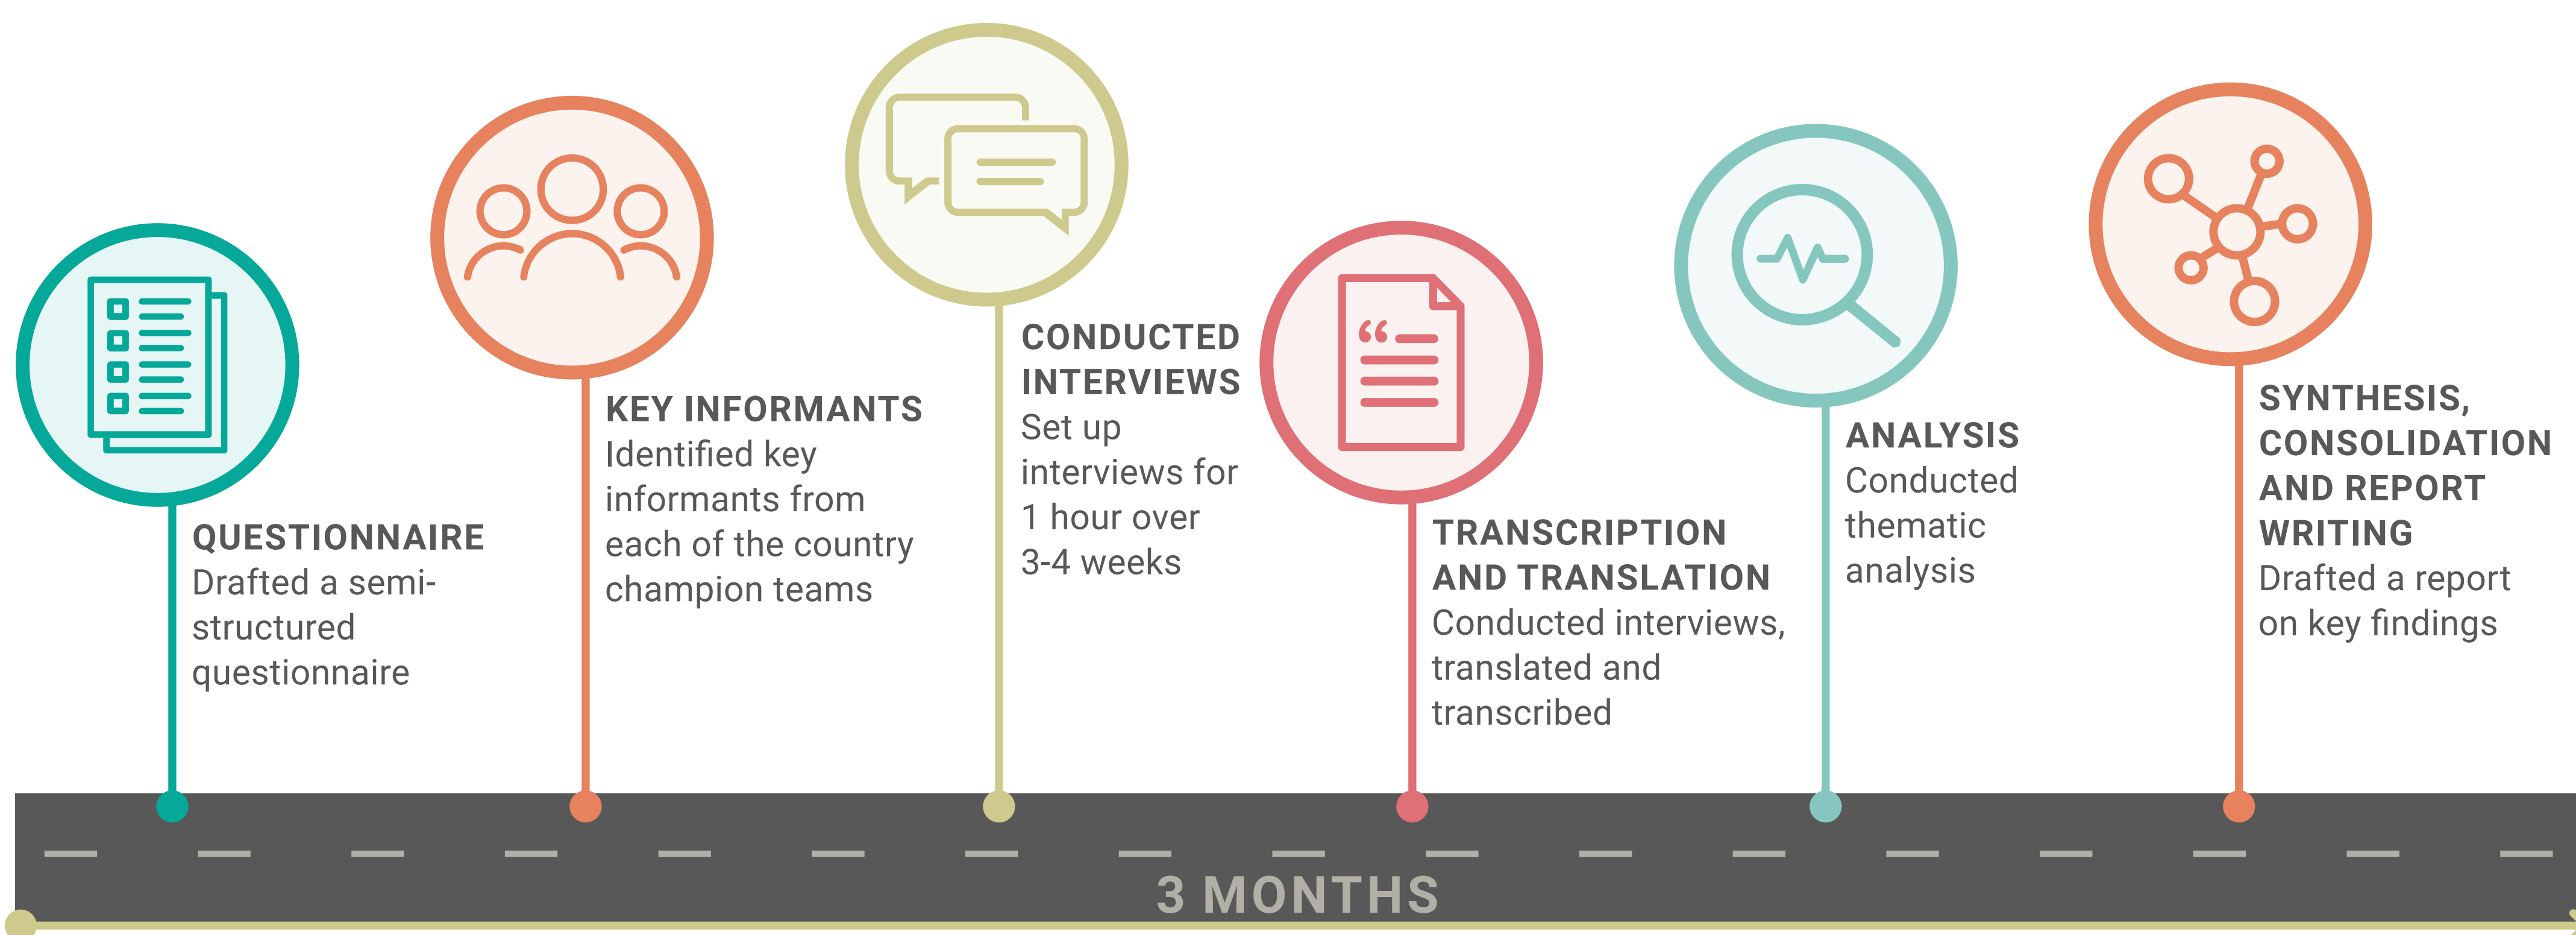 QUESTIONNAIRE
Drafted a semi-
structured
questionnaire
KEY INFORMANTS
Identified key
informants from
each of the country
champion teams
CONDUCTED
INTERVIEWS
Set up
interviews for
1 hour over
3-4 weeks
TRANSCRIPTION
AND TRANSLATION
Conducted interviews,
translated and
transcribed
ANALYSIS
Conducted
thematic
analysis
SYNTHESIS,
CONSOLIDATION
AND REPORT
WRITING
Drafted a report
on key findings
3 MONTHS